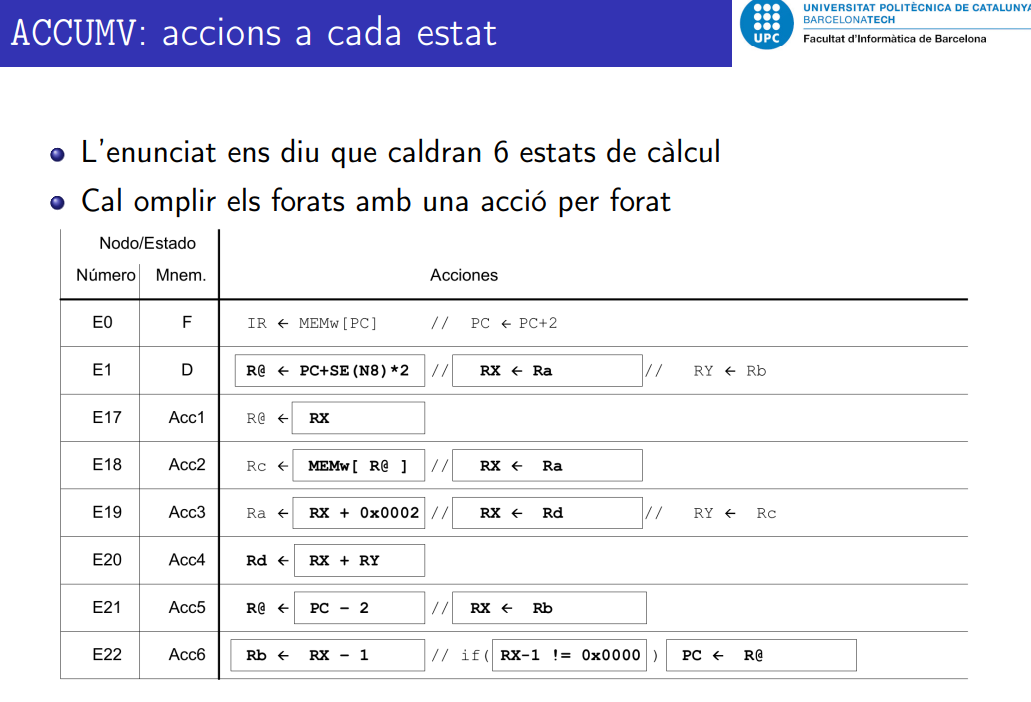 ACCUMV: accions a cada estat
UPC
UNIVERSITAT POLITÈCNICA DE CATALUNYA
BARCELONATECH
Facultat d'Informàtica de Barcelona
L'enunciat ens diu que caldran 6 estats de càlcul
Cal omplir els forats amb una acció per forat
Nodo/Estado
Número Mnem. Acciones
E0 F IR ← MEMw[PC] // PC ← PC+2
E1 D R@ ← PC+SE(N8)*2 // RX ← Ra // RY ← Rb
E17 Acc1 R@ ← RX
E18 Acc2 Rc ← MEMw[ R@ ] // RX ← Ra
E19 Acc3 Ra ← RX + 0x0002 // RX ← Rd // RY ← Rc
E20 Acc4 Rd ← RX + RY
E21 Acc5 R@ ← PC - 2 // RX ← Rb
E22 Acc6 Rb ← RX - 1 // if( RX-1 != 0x0000 ) PC ← R@